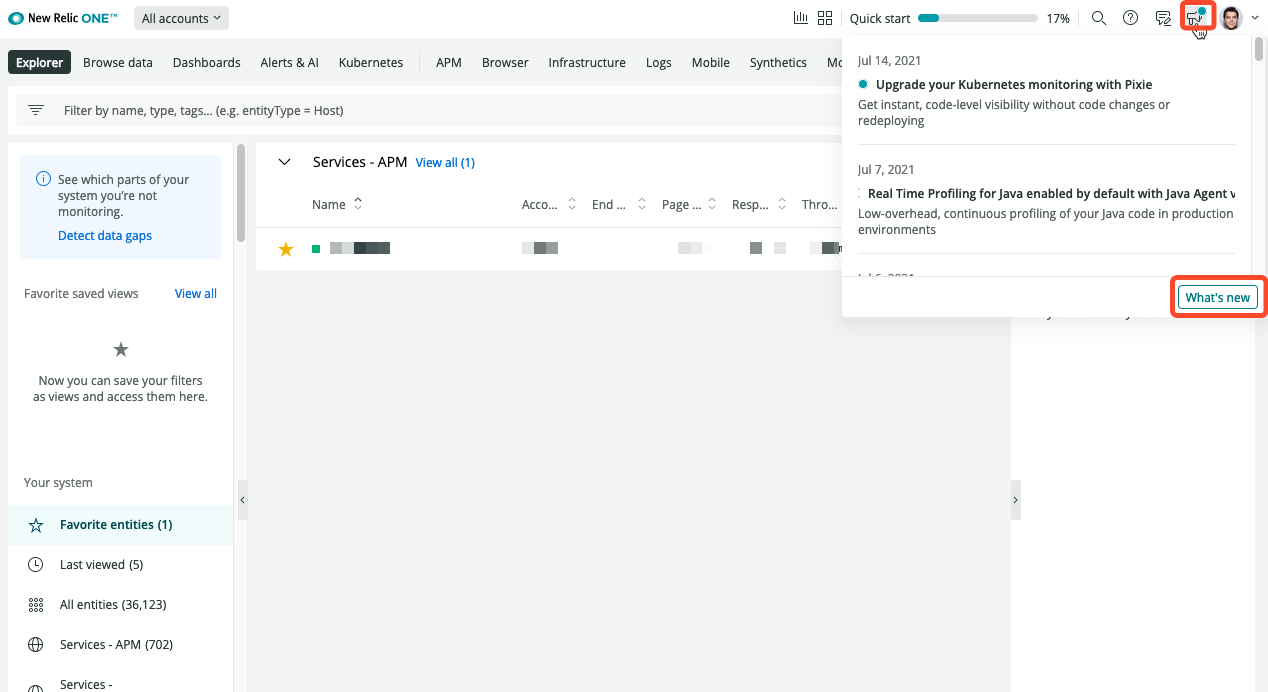 New Relic ONE™
All accounts
Quick start 17%
Explorer Browse data Dashboards Alerts & AI Kubernetes APM Browser Infrastructure Logs Mobile Synthetics
Filter by name, type, tags... (e.g. entityType = Host)
Jul 14, 2021
Upgrade your Kubernetes monitoring with Pixie
Get instant, code-level visibility without code changes or
redeploying
Jul 7, 2021
Real Time Profiling for Java enabled by default with Java Agent v
Low-overhead, continuous profiling of your Java code in production
environments
What's new
See which parts of your
system you're not
monitoring.
Detect data gaps
Favorite saved views View all
Now you can save your filters
as views and access them here.
Your system
Favorite entities (1)
Last viewed (5)
All entities (36,123)
Services - APM (702)
Services -
Services - APM View all (1)
Name Acco... End ... Page ... Resp... Thro...